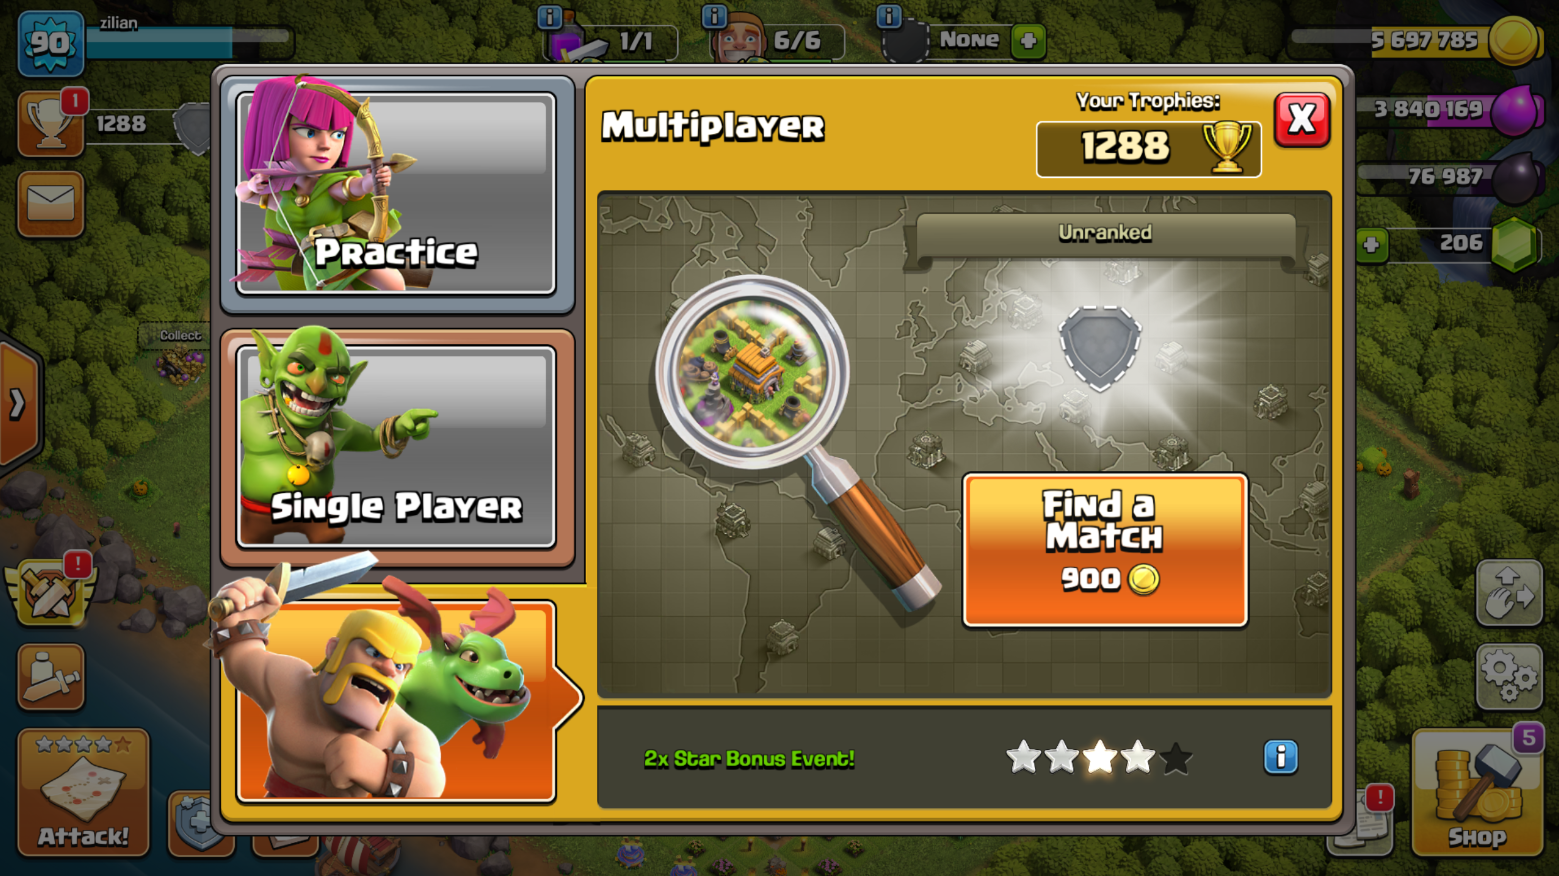 90
zilian
1/1
6/6
None
5 697 785
1
1288
3 840 169
76 987
206
Collect
Practice
Single Player
Multiplayer
Your Trophies:
1288
X
Unranked
Find a
Match
900
2x Star Bonus Event!
i
!
Attack!
!
5
Shop